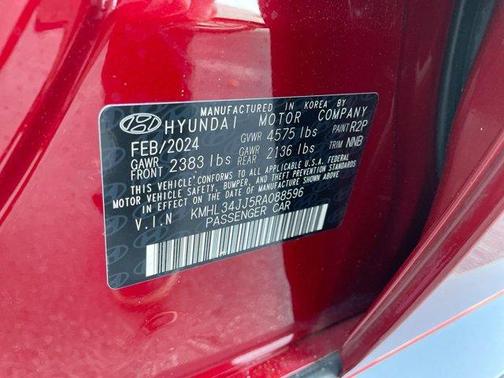 MANUFACTURED IN KOREA BY
HYUNDAI MOTOR COMPANY
FEB/2024 GVWR 4575 lbs PAINT R2P
GAWR FRONT 2383 lbs GAWR REAR 2136 lbs TRIM NNB
THIS VEHICLE CONFORMS TO ALL APPLICABLE U.S.A. FEDERAL
MOTOR VEHICLE SAFETY, BUMPER, AND THEFT PREVENTION
STANDARDS IN EFFECT ON THE DATE OF MANUFACTURE SHOWN ABOVE.
V.I.N KMHL34JJ5RA088596
PASSENGER CAR